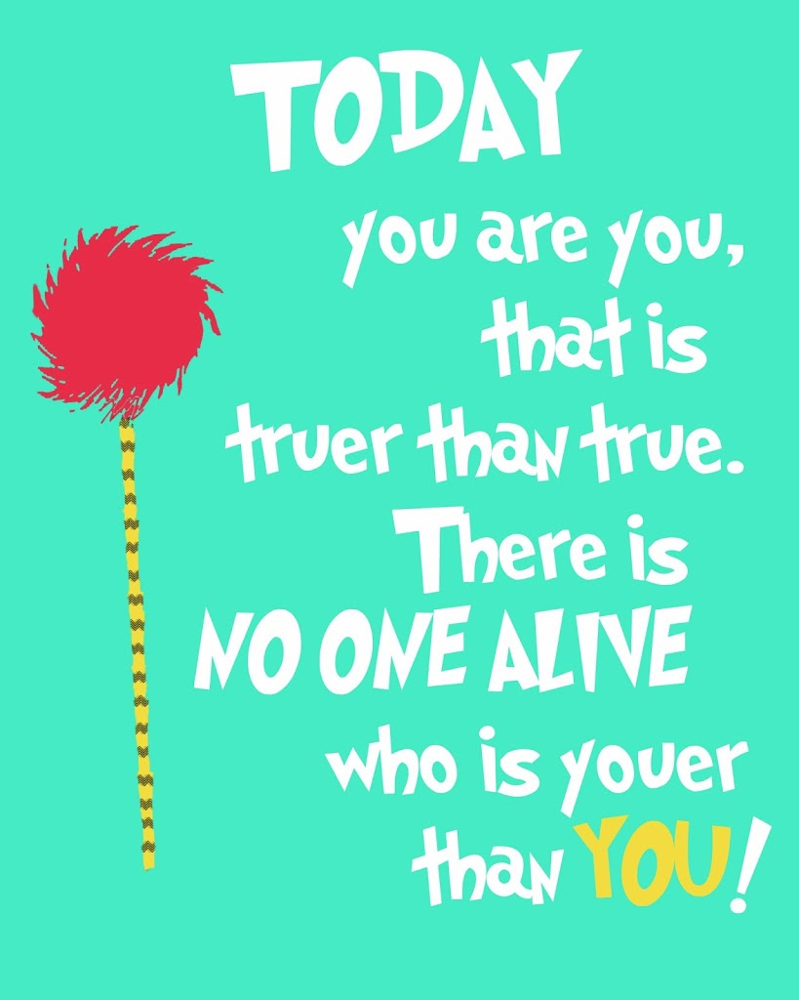 TODAY
you are you,
that is
truer than true.
There is
NO ONE ALIVE
who is youer
than YOU!